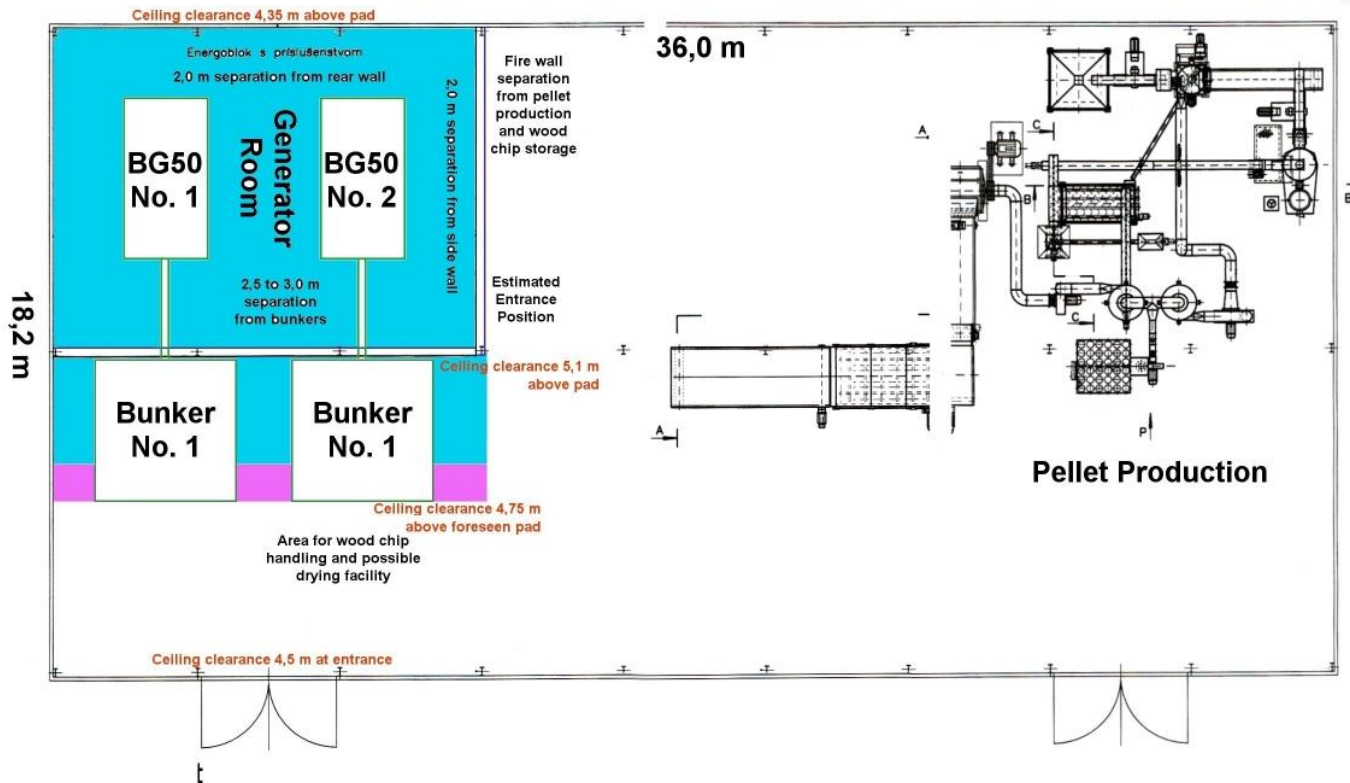 Ceiling clearance 4,35 m above pad
36,0 m
Energoblok s príslušenstvom
2,0 m separation from rear wall
2,0 m separation from side wall
Fire wall
separation
from pellet
production
and wood
chip storage
BG50
No. 1
Generator
Room
BG50
No. 2
2,5 to 3,0 m
separation
from bunkers
Estimated
Entrance
Position
18,2 m
Ceiling clearance 5,1 m
above pad
Bunker
No. 1
Bunker
No. 1
Ceiling clearance 4,75 m
above foreseen pad
Area for wood chip
handling and possible
drying facility
Ceiling clearance 4,5 m at entrance
A
C
B
C
A
P
Pellet Production
t